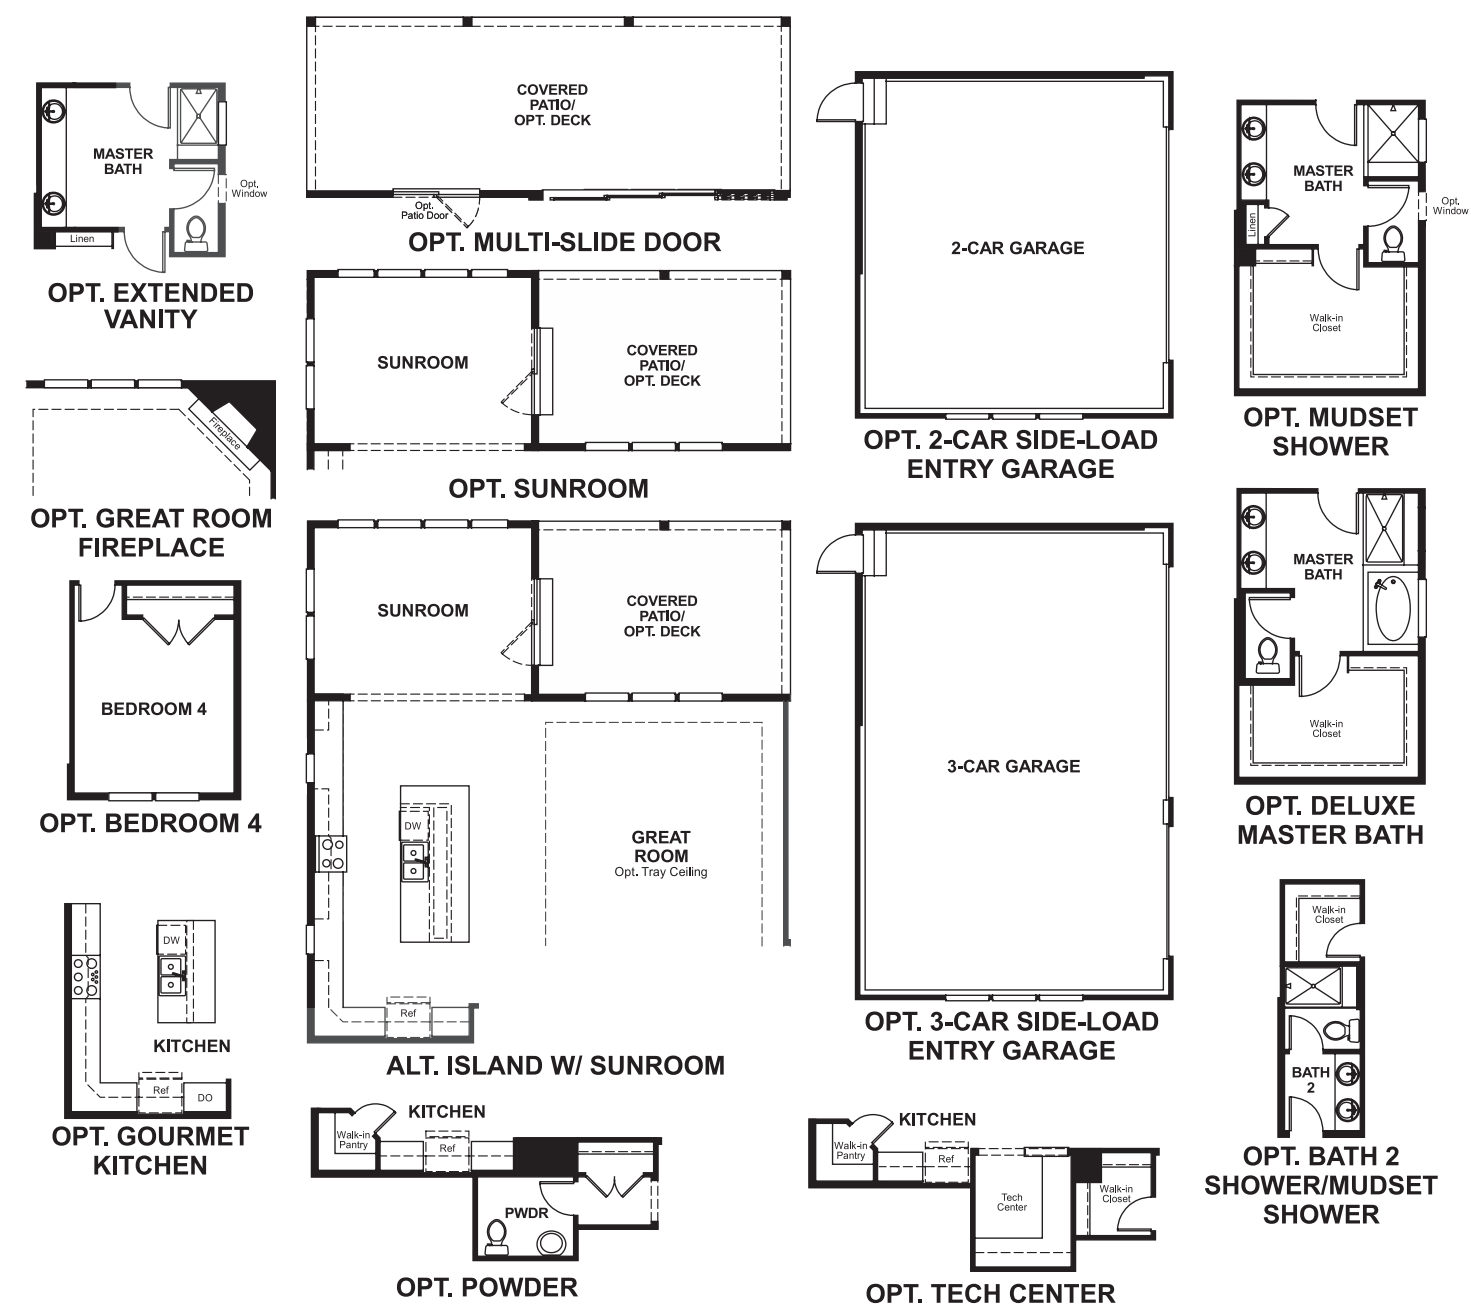 COVERED
PATIO/
OPT. DECK
Opt.
Patio Door
OPT. MULTI-SLIDE DOOR
MASTER
BATH
Opt.
Window
Linen
OPT. EXTENDED
VANITY
Fireplace
OPT. GREAT ROOM
FIREPLACE
BEDROOM 4
OPT. BEDROOM 4
DW
KITCHEN
Ref
DO
OPT. GOURMET
KITCHEN
SUNROOM
COVERED
PATIO/
OPT. DECK
OPT. SUNROOM
SUNROOM
COVERED
PATIO/
OPT. DECK
DW
GREAT
ROOM
Opt. Tray Ceiling
Ref
ALT. ISLAND W/ SUNROOM
KITCHEN
Walk-in
Pantry
Ref
PWDR
OPT. POWDER
2-CAR GARAGE
OPT. 2-CAR SIDE-LOAD
ENTRY GARAGE
3-CAR GARAGE
OPT. 3-CAR SIDE-LOAD
ENTRY GARAGE
KITCHEN
Walk-in
Pantry
Ref
Tech
Center
Walk-in
Closet
OPT. TECH CENTER
MASTER
BATH
Opt.
Window
Linen
Walk-in
Closet
OPT. MUDSET
SHOWER
MASTER
BATH
Walk-in
Closet
OPT. DELUXE
MASTER BATH
Walk-in
Closet
BATH
2
OPT. BATH 2
SHOWER/MUDSET
SHOWER